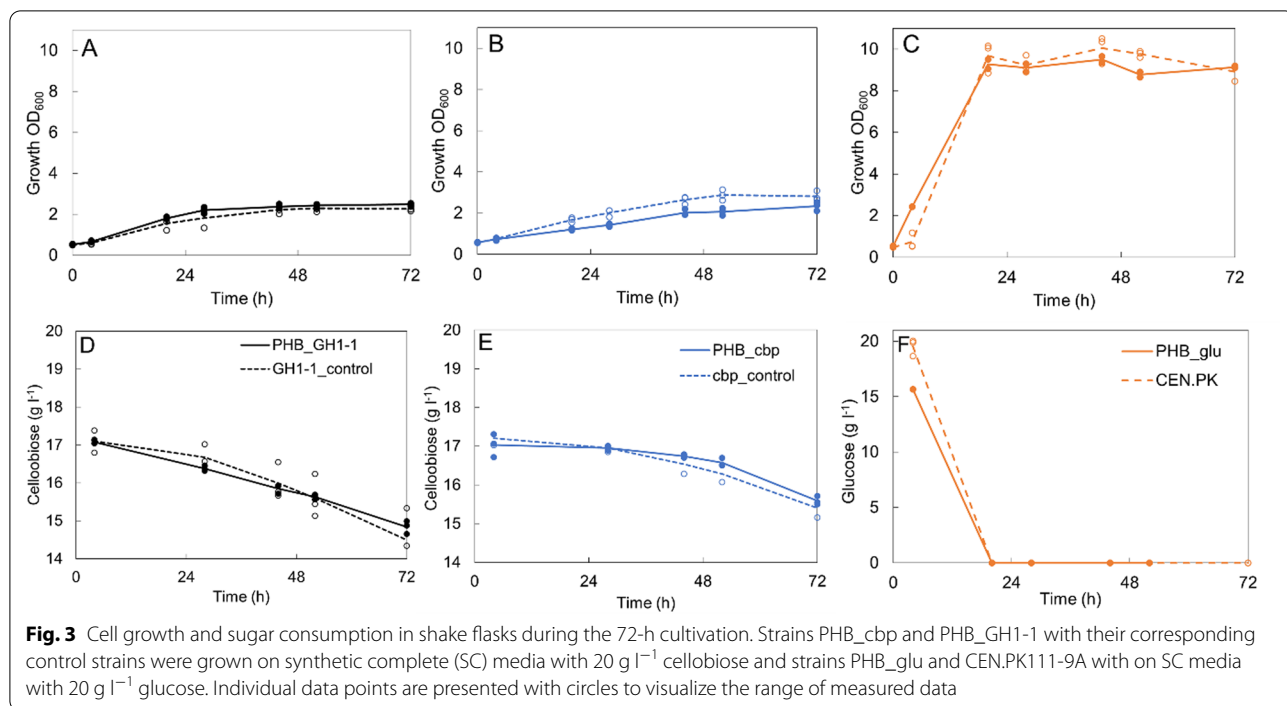 A
Growth OD600
10
8
6
4
2
0
0 24 48 72
Time (h)
B
Growth OD600
10
8
6
4
2
0
0 24 48 72
Time (h)
C
Growth OD600
10
8
6
4
2
0
0 24 48 72
Time (h)
D
PHB_GH1-1
GH1-1_control
Cellobiose (g l-1)
20
19
18
17
16
15
14
0 24 48 72
Time (h)
E
PHB_cbp
cbp_control
Cellobiose (g l-1)
20
19
18
17
16
15
14
0 24 48 72
Time (h)
F
PHB_glu
CEN.PK
Glucose (g l-1)
20
15
10
5
0
0 24 48 72
Time (h)
Fig. 3 Cell growth and sugar consumption in shake flasks during the 72-h cultivation. Strains PHB_cbp and PHB_GH1-1 with their corresponding
control strains were grown on synthetic complete (SC) media with 20 g l−1 cellobiose and strains PHB_glu and CEN.PK111-9A with on SC media
with 20 g l−1 glucose. Individual data points are presented with circles to visualize the range of measured data